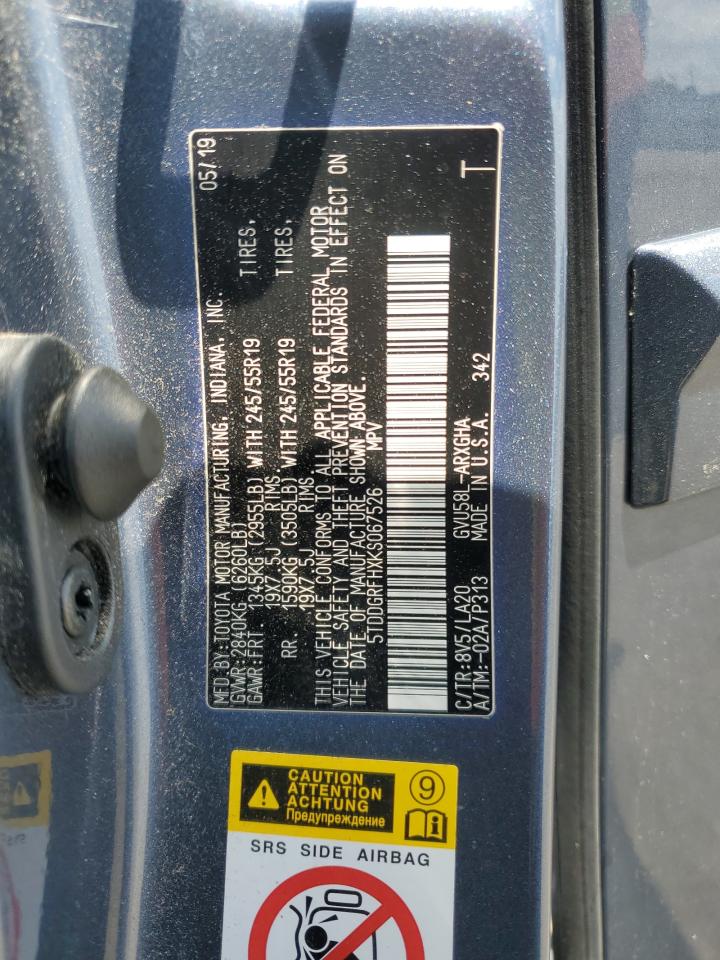 MFD.BY:TOYOTA MOTOR MANUFACTURING, INDIANA, INC. 05/19
GVWR:2840KG (6260LB)
GAWR:FRT. 1345KG (2955LB) WITH 245/55R19 TIRES,
19X7.5J RIMS,
RR. 1590KG (3505LB) WITH 245/55R19 TIRES,
19X7.5J RIMS.
THIS VEHICLE CONFORMS TO ALL APPLICABLE FEDERAL MOTOR
VEHICLE SAFETY AND THEFT PREVENTION STANDARDS IN EFFECT ON
THE DATE OF MANUFACTURE SHOWN ABOVE.
5TDDGRFHXKS067526 MPV
C/TR:8V5/LA20 GVU58L-ARXGHA T
A/TM:-02A/P313 MADE IN U.S.A. 342
CAUTION
ATTENTION
ACHTUNG
Предупреждение
9
i
SRS SIDE AIRBAG